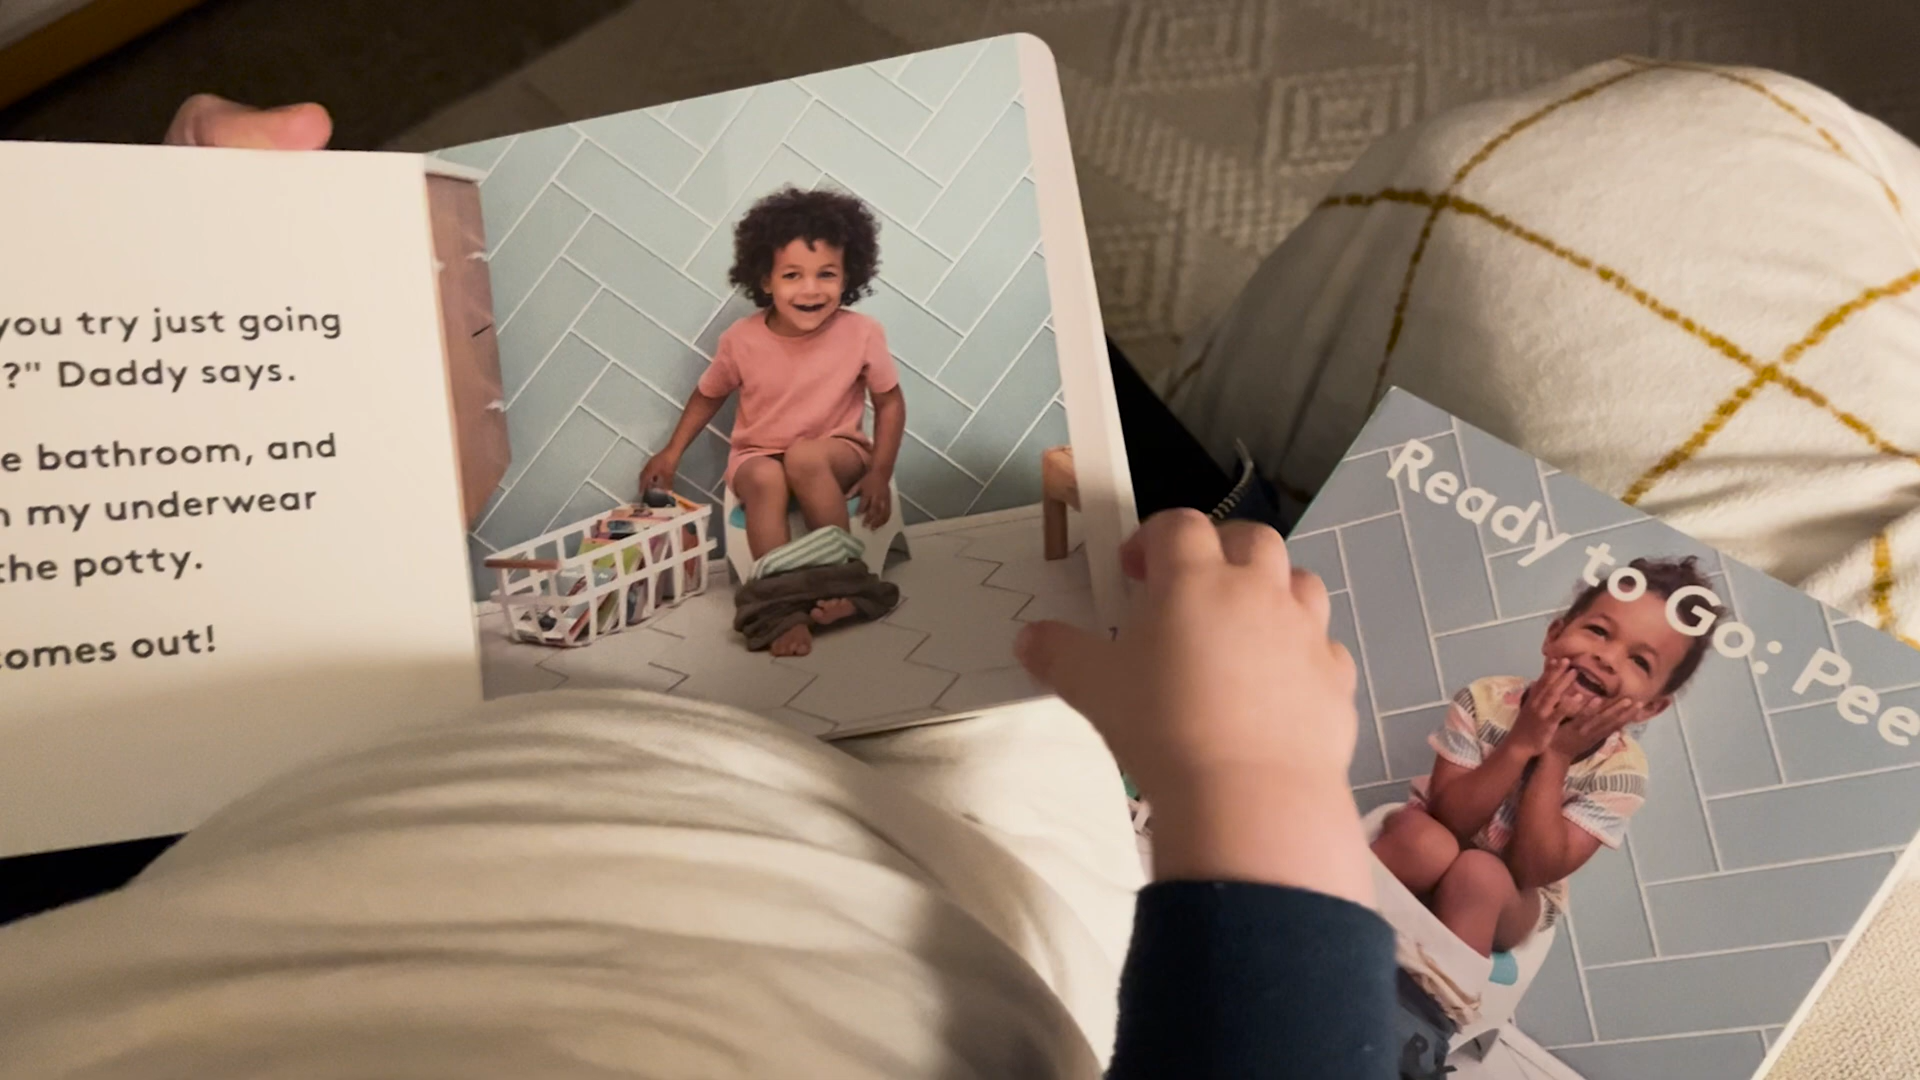 you try just going
?" Daddy says.
e bathroom, and
my underwear
the potty.
comes out!
Ready to Go: Pee